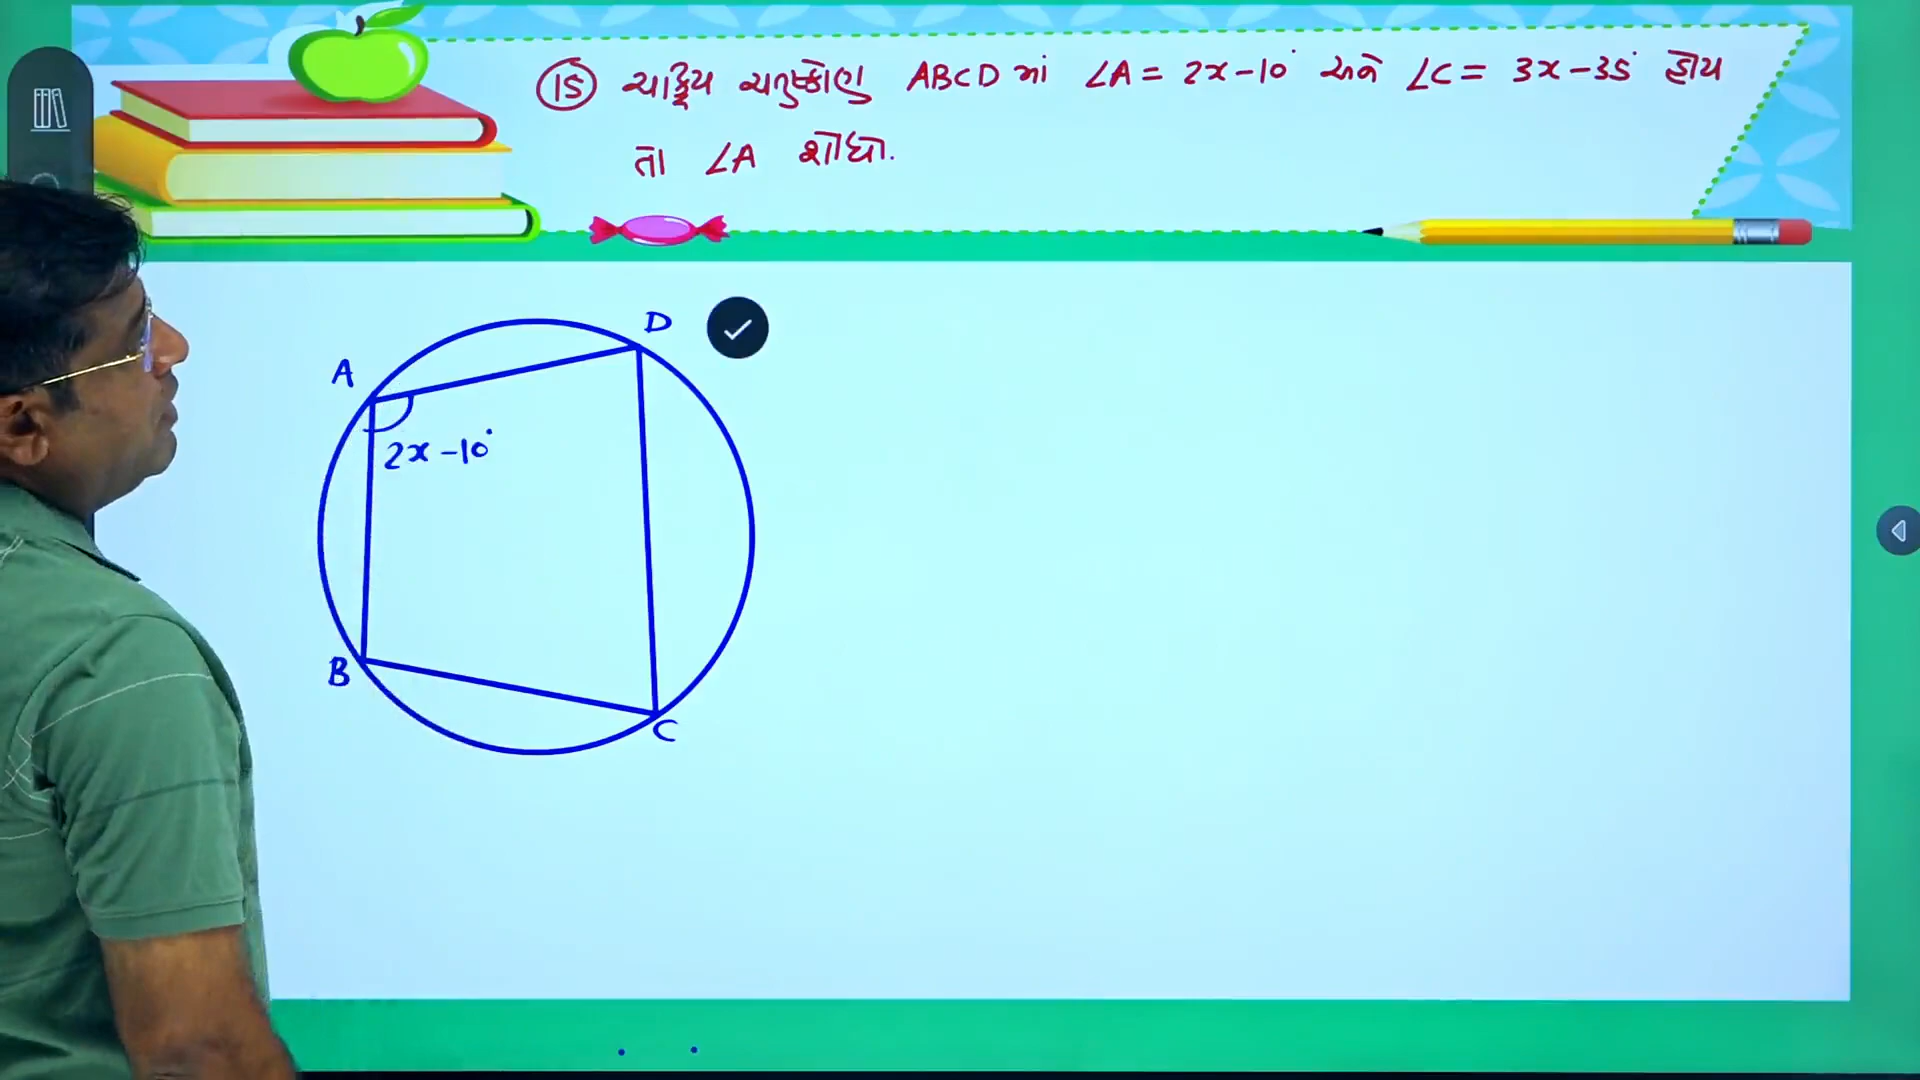 ⑮ ચક્રિય ચતુષ્કોણ ABCD માં ∠A = 2x-10° અને ∠C = 3x-35° હોય
તો ∠A શોધો.
D
A
2x-10°
B
C